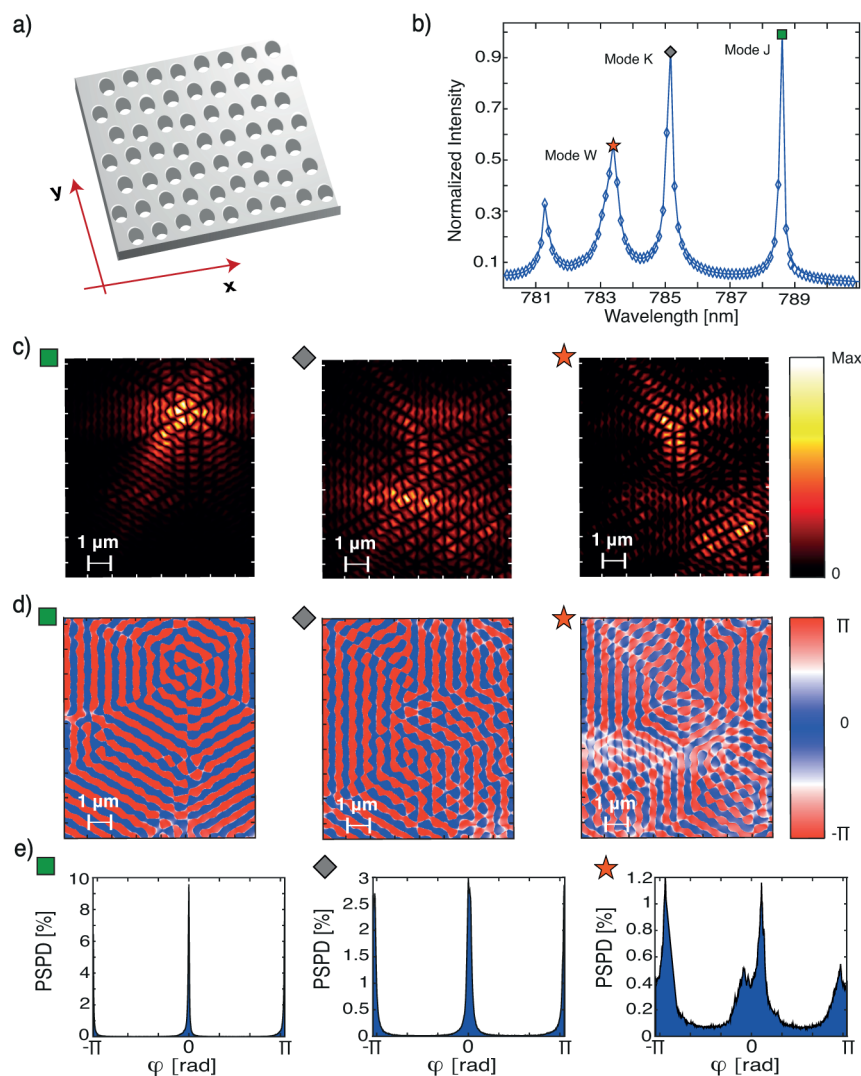 a)
y
x
b)
Normalized Intensity
0.9
0.7
0.5
0.3
0.1
Mode W
Mode K
Mode J
781 783 785 787 789
Wavelength [nm]
c)
1 μm
1 μm
1 μm
Max
0
d)
1 μm
1 μm
1 μm
π
0
-π
e)
PSPD [%]
10
8
6
4
2
0
-π 0 π
φ [rad]
PSPD [%]
3
2.5
2
1.5
1
0.5
0
-π 0 π
φ [rad]
PSPD [%]
1.2
1
0.8
0.6
0.4
0.2
0
-π 0 π
φ [rad]